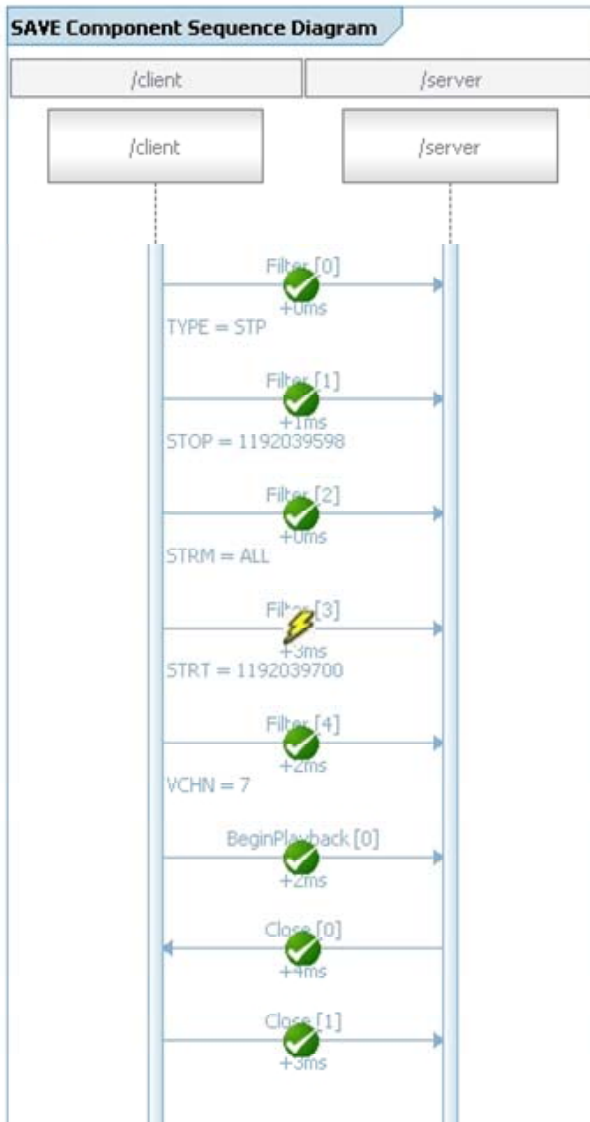 SAVE Component Sequence Diagram
/client /server
/client /server
Filter [0]
+0ms
TYPE = STP
Filter [1]
+1ms
STOP = 1192039598
Filter [2]
+0ms
STRM = ALL
Filter [3]
+3ms
STRT = 1192039700
Filter [4]
+2ms
VCHN = 7
BeginPlayback [0]
+2ms
Close [0]
+4ms
Close [1]
+3ms